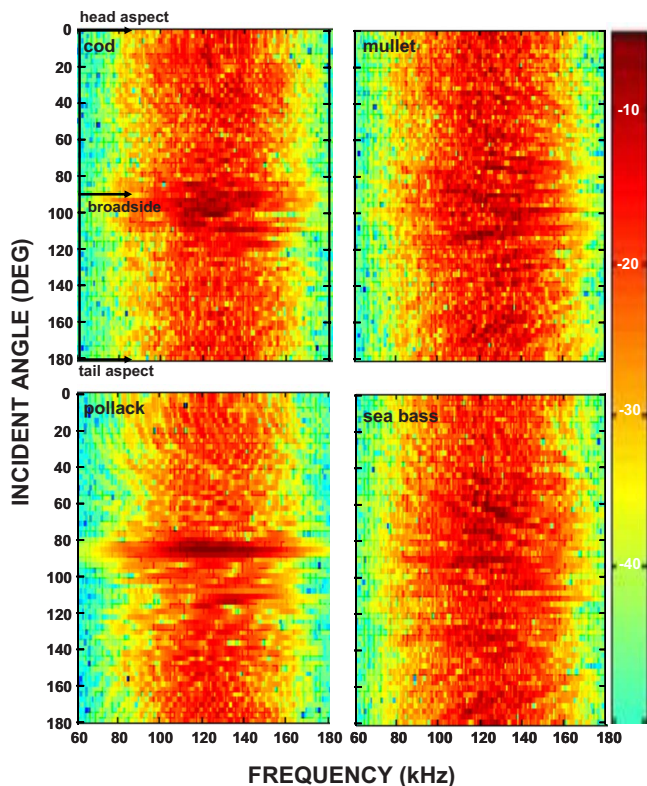 head aspect
cod
broadside
tail aspect
mullet
pollack
sea bass
0
20
40
60
80
100
120
140
160
180
0
20
40
60
80
100
120
140
160
180
60 80 100 120 140 160 180
60 80 100 120 140 160 180
-10
-20
-30
-40
INCIDENT ANGLE (DEG)
FREQUENCY (kHz)